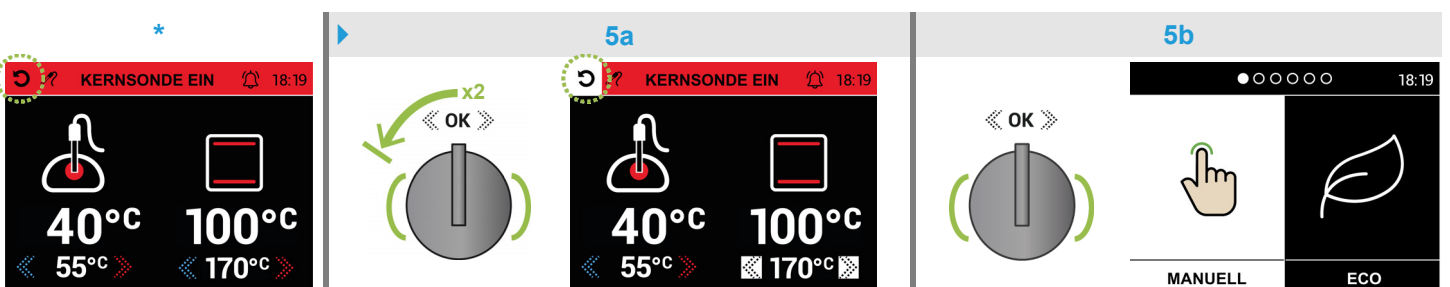 *
5a
5b
KERNSONDE EIN 18:19
40°C 100°C
55°C 170°C
x2
OK
KERNSONDE EIN 18:19
40°C 100°C
55°C 170°C
OK
18:19
MANUELL ECO